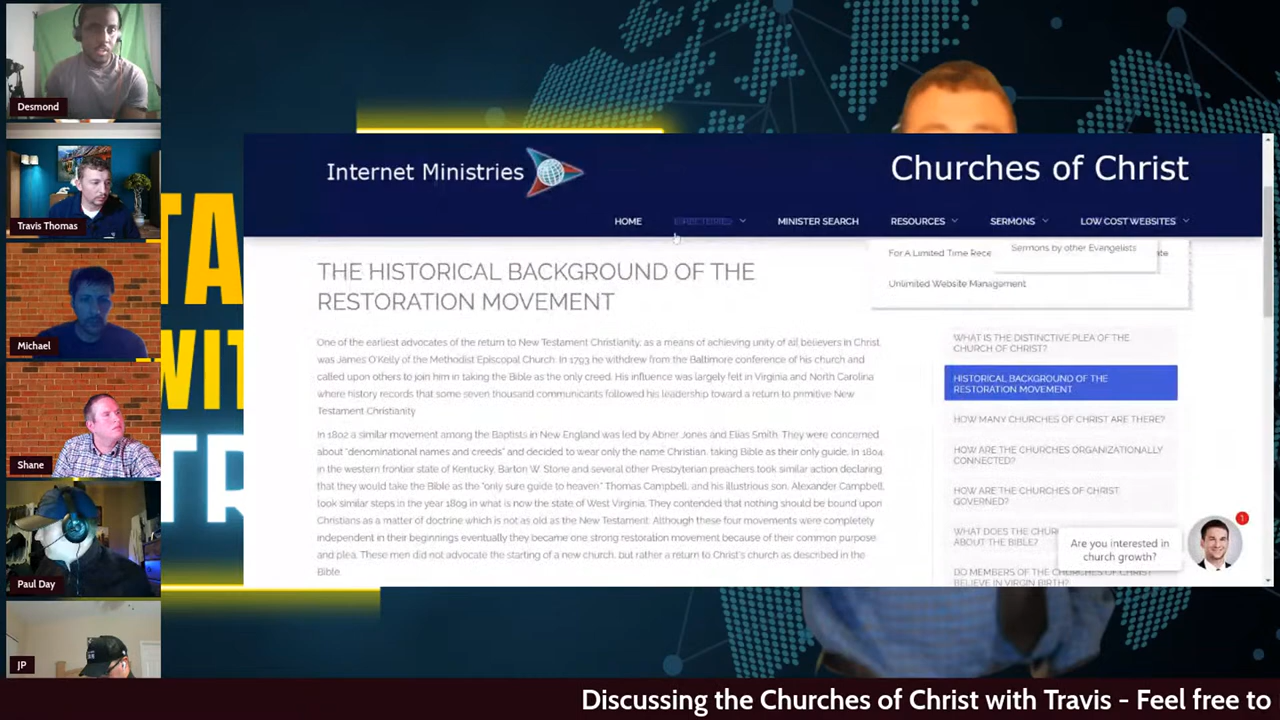 Desmond
Travis Thomas
Michael
Shane
Paul Day
JP
TA
WIT
TR
Internet Ministries
Churches of Christ
HOME
DIRECTORIES
MINISTER SEARCH
RESOURCES
SERMONS
LOW COST WEBSITES
For A Limited Time Rece
Sermons by other Evangelists
ate
Unlimited Website Management
THE HISTORICAL BACKGROUND OF THE
RESTORATION MOVEMENT
One of the earliest advocates of the return to New Testament Christianity, as a means of achieving unity of all believers in Christ,
was James O'Kelly of the Methodist Episcopal Church. In 1793 he withdrew from the Baltimore conference of his church and
called upon others to join him in taking the Bible as the only creed. His influence was largely felt in Virginia and North Carolina
where history records that some seven thousand communicants followed his leadership toward a return to primitive New
Testament Christianity.
In 1802 a similar movement among the Baptists in New England was led by Abner Jones and Elias Smith. They were concerned
about "denominational names and creeds" and decided to wear only the name Christian, taking Bible as their only guide. In 1804,
in the western frontier state of Kentucky, Barton W. Stone and several other Presbyterian preachers took similar action declaring
that they would take the Bible as the "only sure guide to heaven" Thomas Campbell, and his illustrious son, Alexander Campbell,
took similar steps in the year 1809 in what is now the state of West Virginia. They contended that nothing should be bound upon
Christians as a matter of doctrine which is not as old as the New Testament. Although these four movements were completely
independent in their beginnings eventually they became one strong restoration movement because of their common purpose
and plea. These men did not advocate the starting of a new church, but rather a return to Christ's church as described in the
Bible.
WHAT IS THE DISTINCTIVE PLEA OF THE
CHURCH OF CHRIST?
HISTORICAL BACKGROUND OF THE
RESTORATION MOVEMENT
HOW MANY CHURCHES OF CHRIST ARE THERE?
HOW ARE THE CHURCHES ORGANIZATIONALLY
CONNECTED?
HOW ARE THE CHURCHES OF CHRIST
GOVERNED?
WHAT DOES THE CHUR
ABOUT THE BIBLE?
DO MEMBERS OF THE CHURCHES OF CHRIST
BELIEVE IN VIRGIN BIRTH?
Are you interested in
church growth?
1
Discussing the Churches of Christ with Travis - Feel free to